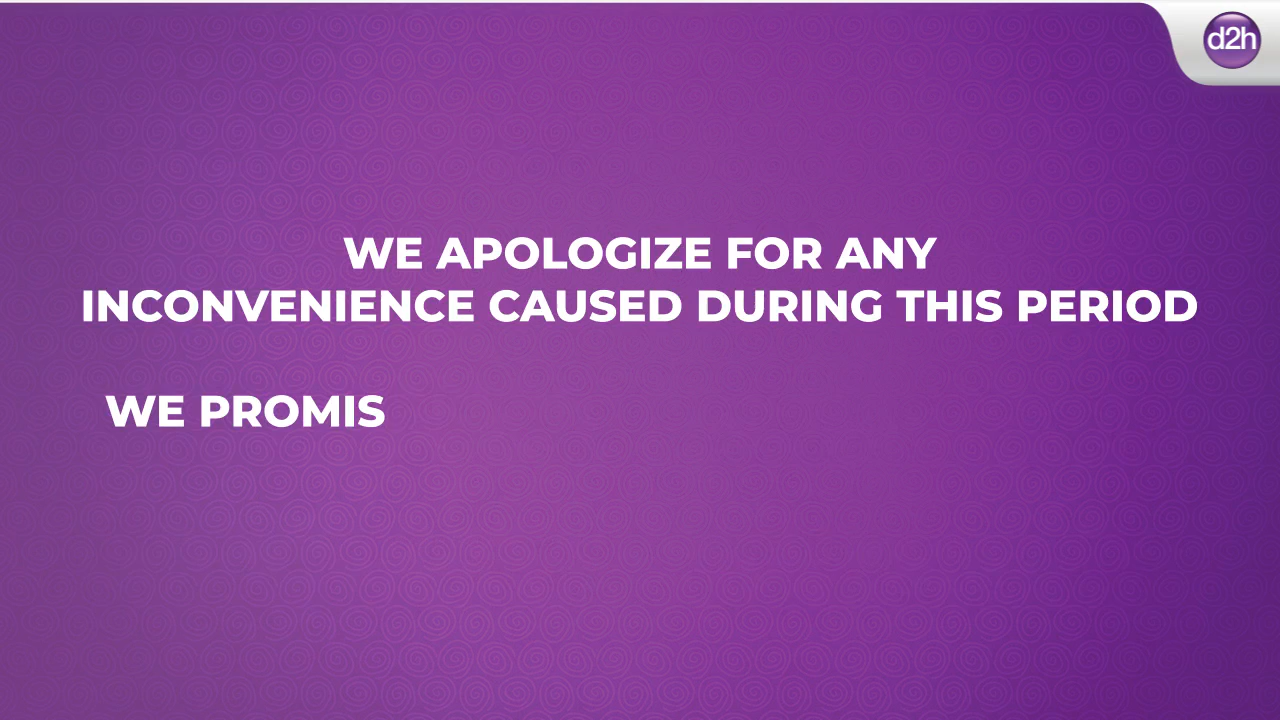 d2h
WE APOLOGIZE FOR ANY
INCONVENIENCE CAUSED DURING THIS PERIOD
WE PROMIS